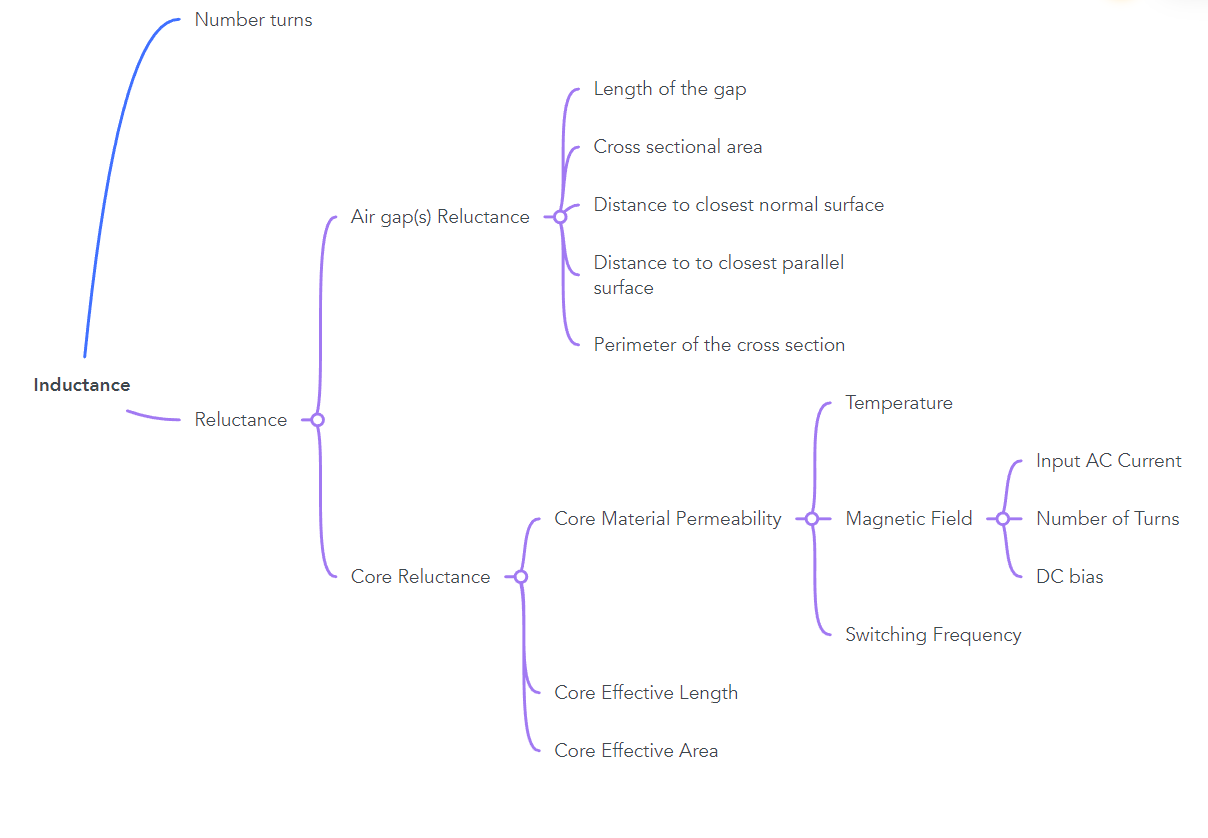 Number turns
Length of the gap
Cross sectional area
Distance to closest normal surface
Air gap(s) Reluctance
Distance to to closest parallel
surface
Perimeter of the cross section
Inductance
Temperature
Reluctance
Input AC Current
Core Material Permeability
Magnetic Field
Number of Turns
Core Reluctance
DC bias
Switching Frequency
Core Effective Length
Core Effective Area